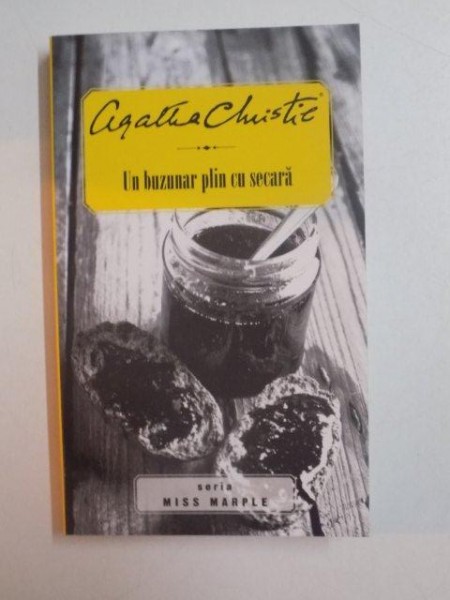 Agatha Christie®
Un buzunar plin cu secară
seria
MISS MARPLE